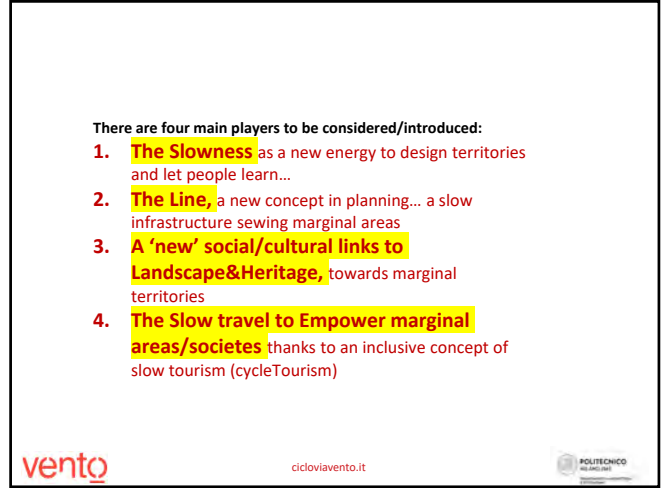 There are four main players to be considered/introduced:
1. The Slowness as a new energy to design territories
and let people learn…
2. The Line, a new concept in planning… a slow
infrastructure sewing marginal areas
3. A ‘new’ social/cultural links to
Landscape&Heritage, towards marginal
territories
4. The Slow travel to Empower marginal
areas/societes thanks to an inclusive concept of
slow tourism (cycleTourism)
vento
cicloviavento.it
POLITECNICO